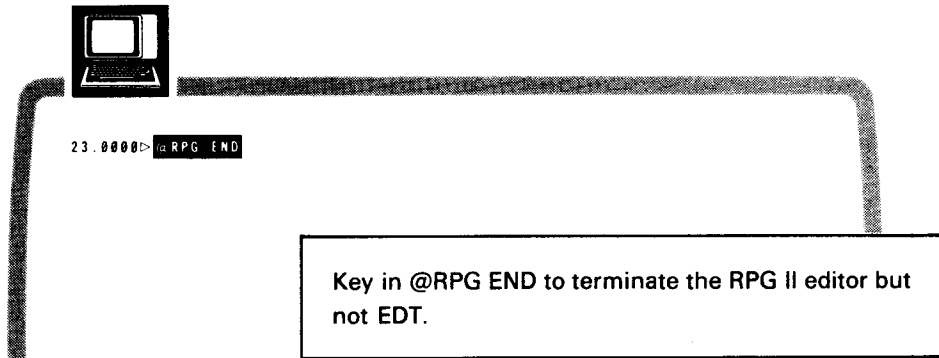 23.0000▷@RPG END
Key in @RPG END to terminate the RPG II editor but
not EDT.